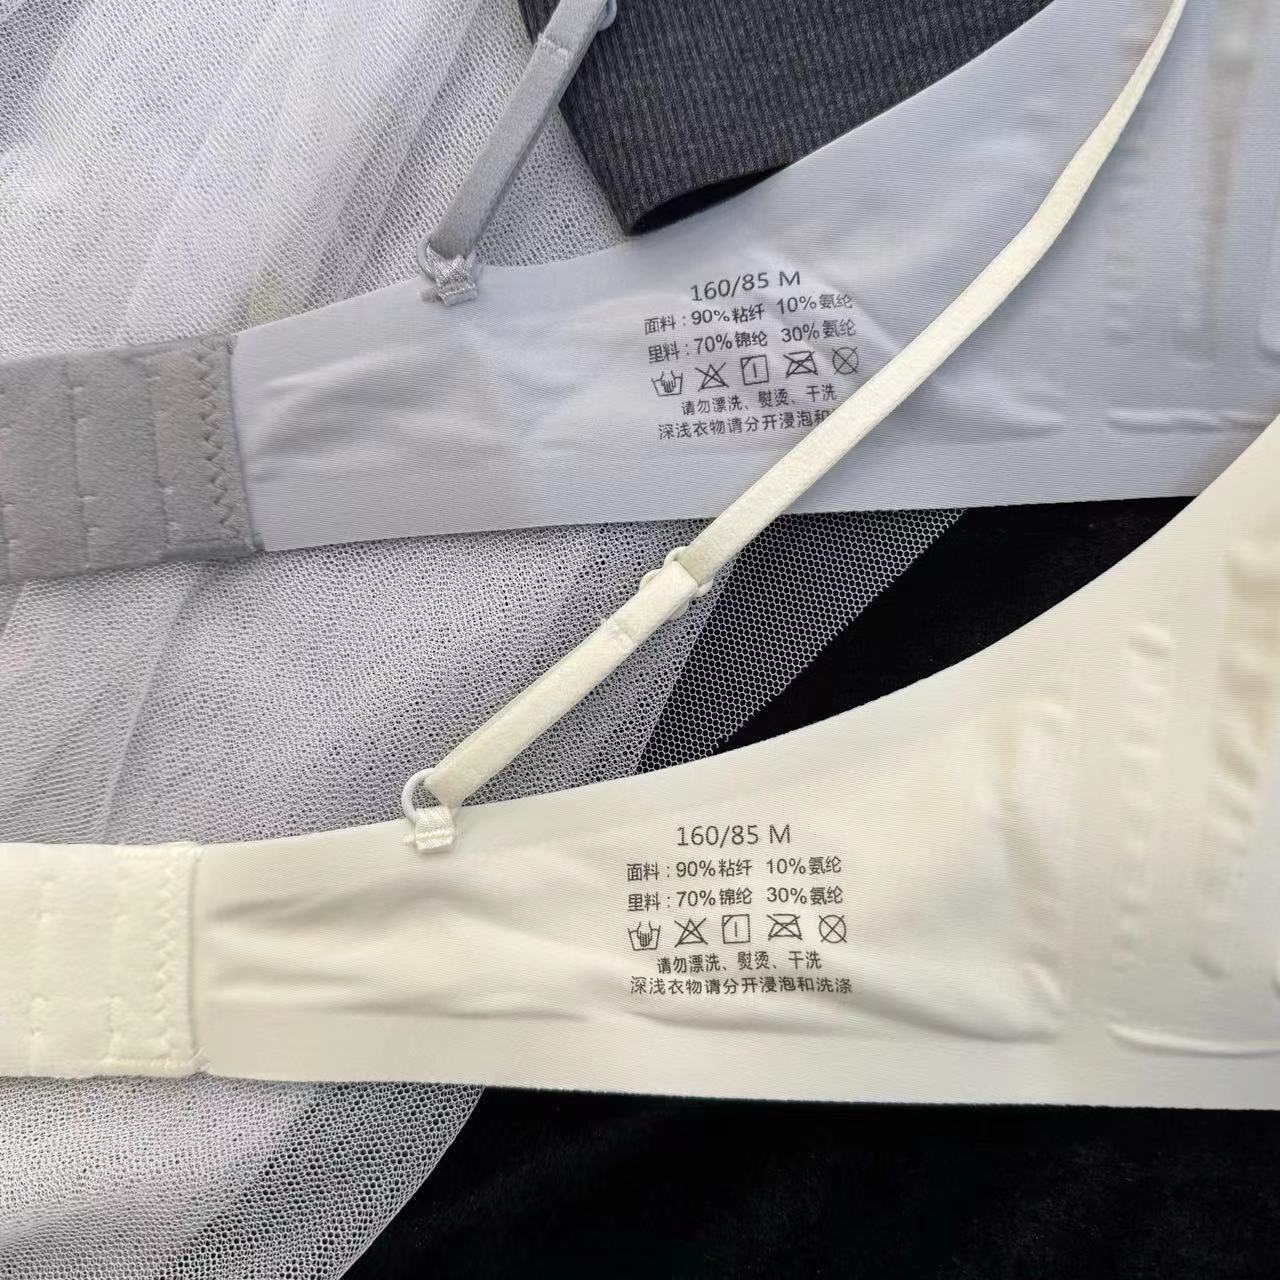 160/85 M
面料：90%粘纤 10%氨纶
里料：70%锦纶 30%氨纶
请勿漂洗、熨烫、干洗
深浅衣物请分开浸泡和
160/85 M
面料：90%粘纤 10%氨纶
里料：70%锦纶 30%氨纶
请勿漂洗、熨烫、干洗
深浅衣物请分开浸泡和洗涤